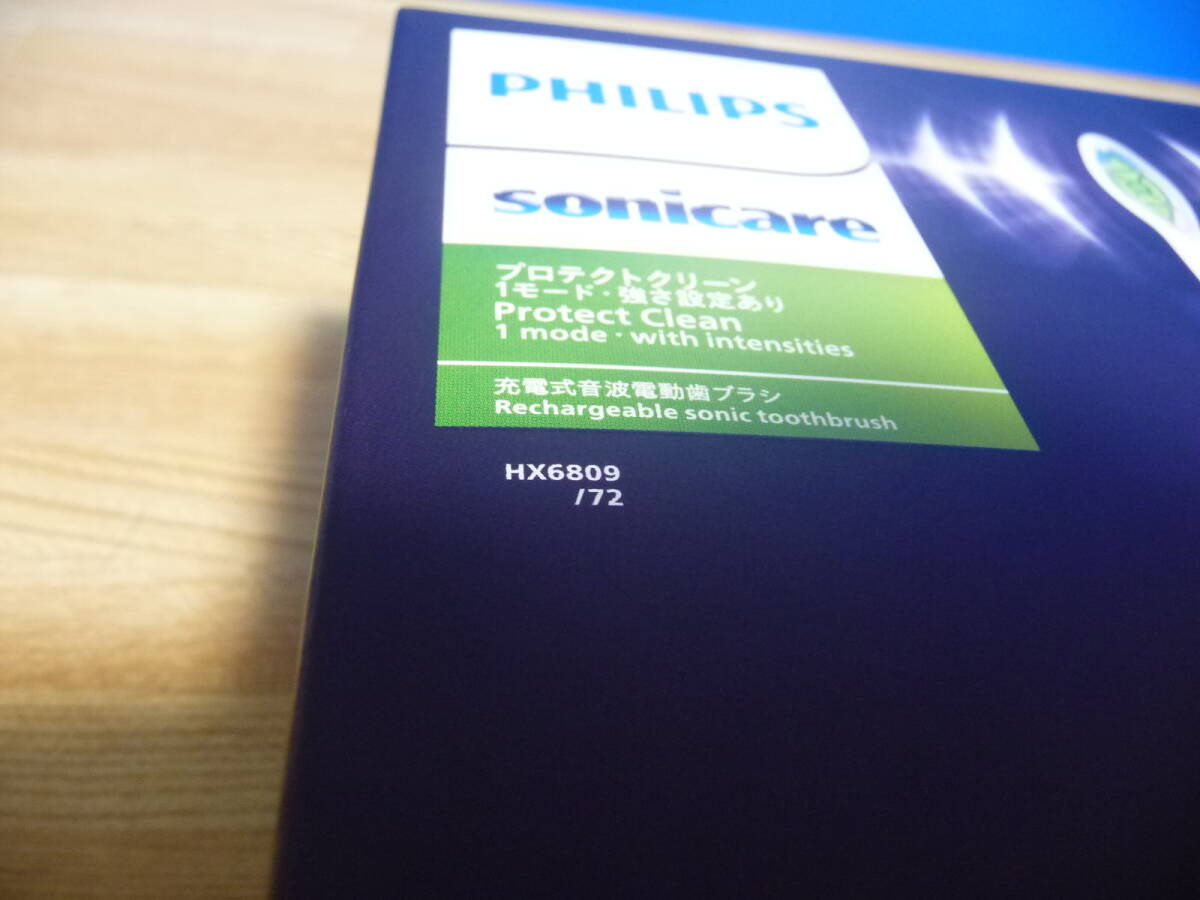 PHILIPS
sonicare
プロテクトクリーン
1モード・強さ設定あり
Protect Clean
1 mode · with intensities
充電式音波電動歯ブラシ
Rechargeable sonic toothbrush
HX6809
/72